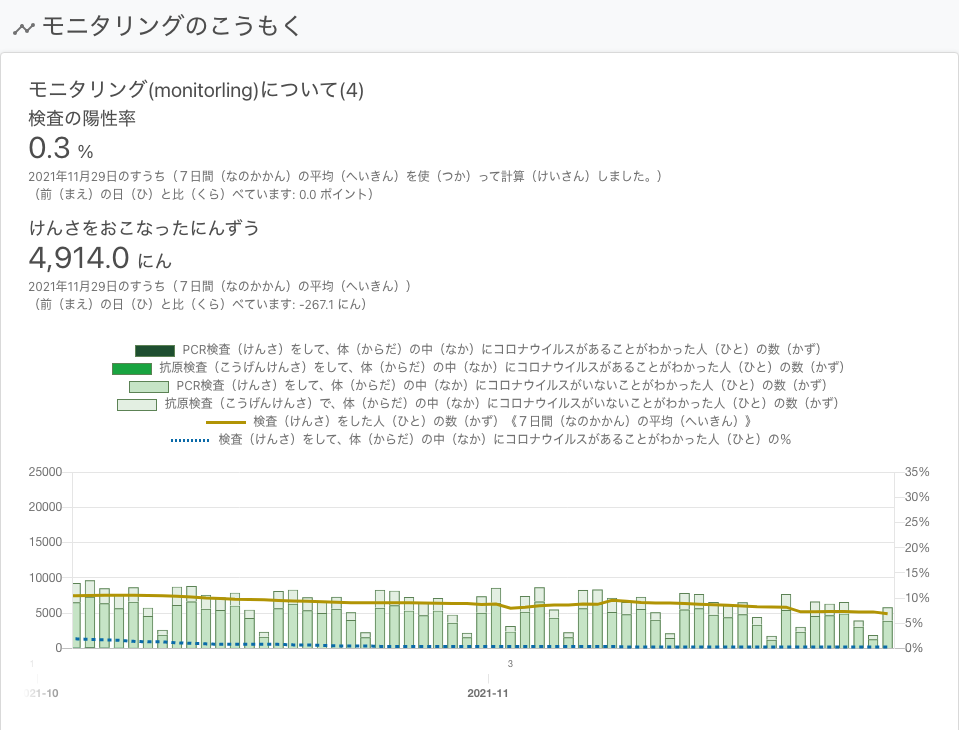 モニタリングのこうもく
モニタリング(monitorling)について(4)
検査の陽性率
0.3 %
2021年11月29日のすうち（７日間（なのかかん）の平均（へいきん）を使（つか）って計算（けいさん）しました。）
（前（まえ）の日（ひ）と比（くら）べています: 0.0 ポイント）
けんさをおこなったにんずう
4,914.0 にん
2021年11月29日のすうち（７日間（なのかかん）の平均（へいきん））
（前（まえ）の日（ひ）と比（くら）べています: -267.1 にん）
PCR検査（けんさ）をして、体（からだ）の中（なか）にコロナウイルスがあることがわかった人（ひと）の数（かず）
抗原検査（こうげんけんさ）をして、体（からだ）の中（なか）にコロナウイルスがあることがわかった人（ひと）の数（かず）
PCR検査（けんさ）をして、体（からだ）の中（なか）にコロナウイルスがいないことがわかった人（ひと）の数（かず）
抗原検査（こうげんけんさ）で、体（からだ）の中（なか）にコロナウイルスがいないことがわかった人（ひと）の数（かず）
検査（けんさ）をした人（ひと）の数（かず）《７日間（なのかかん）の平均（へいきん）》
検査（けんさ）をして、体（からだ）の中（なか）にコロナウイルスがあることがわかった人（ひと）の%
25000 35%
30%
20000
25%
15000 20%
15%
10000
10%
5000 5%
0 0%
1 3
21-10 2021-11